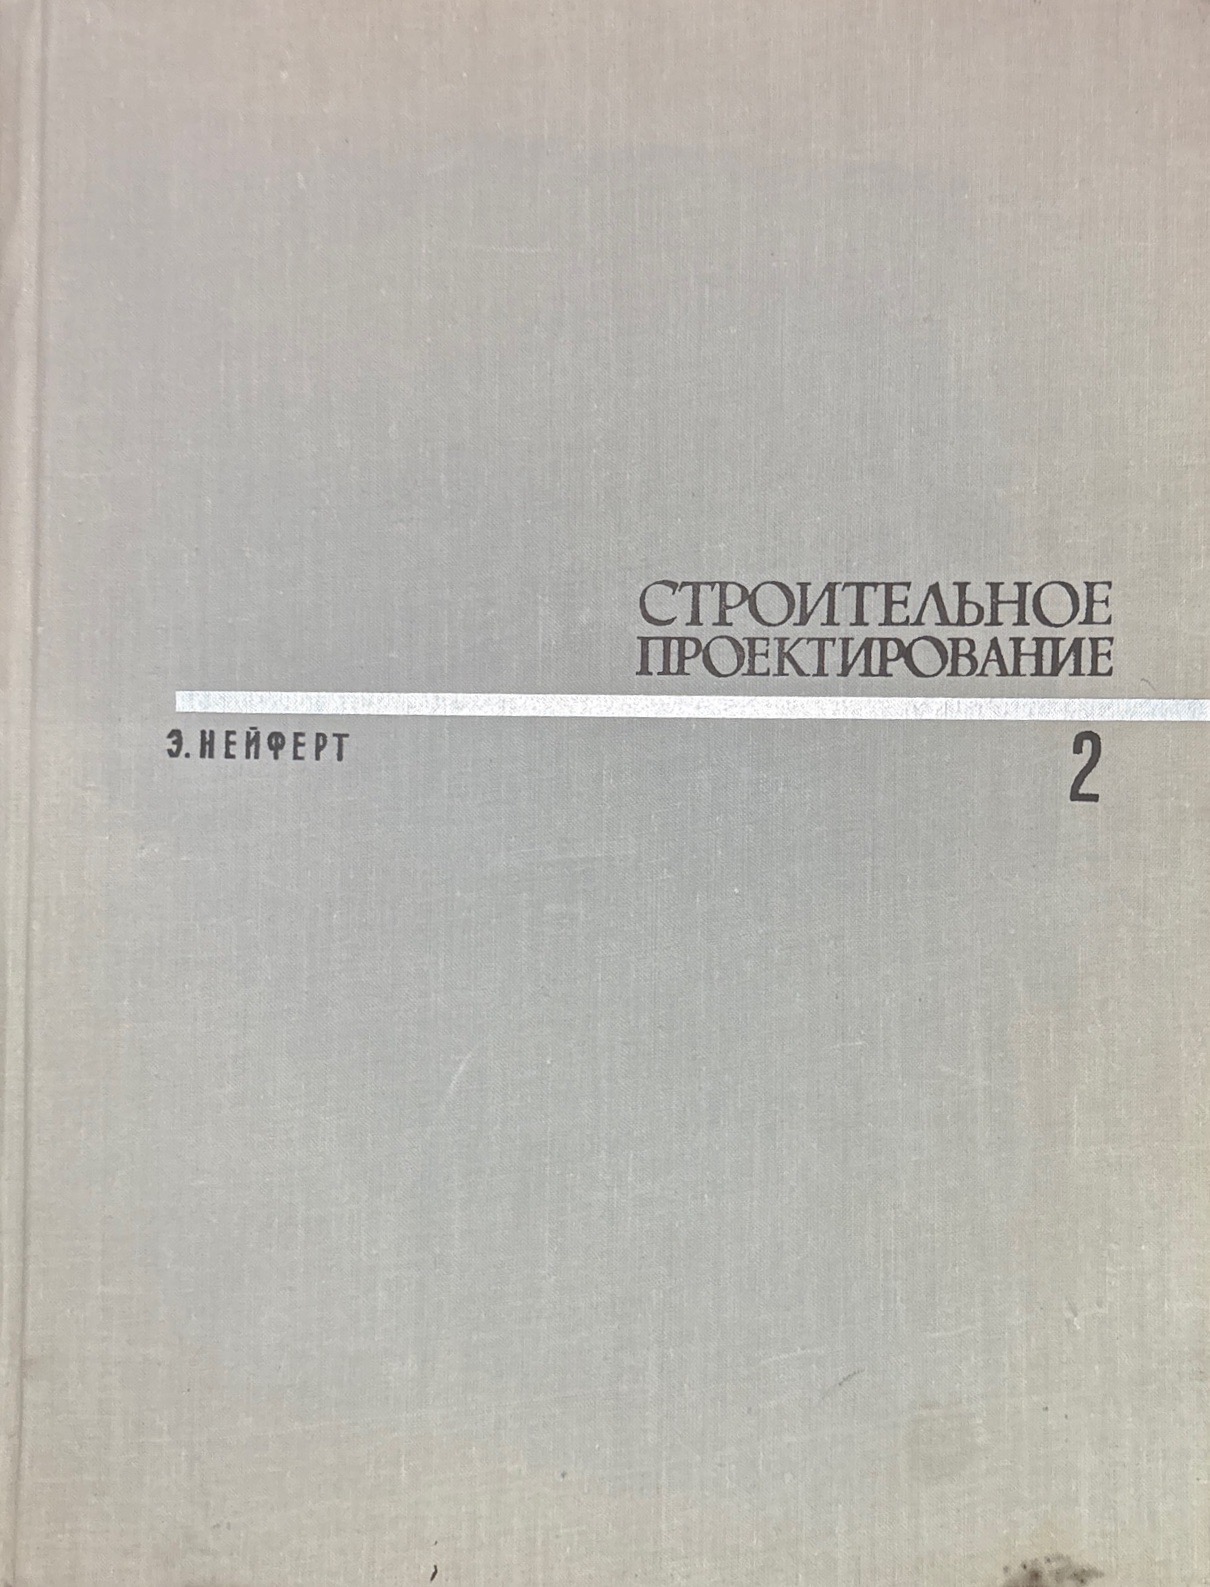 СТРОИТЕЛЬНОЕ
ПРОЕКТИРОВАНИЕ
Э. НЕЙФЕРТ
2